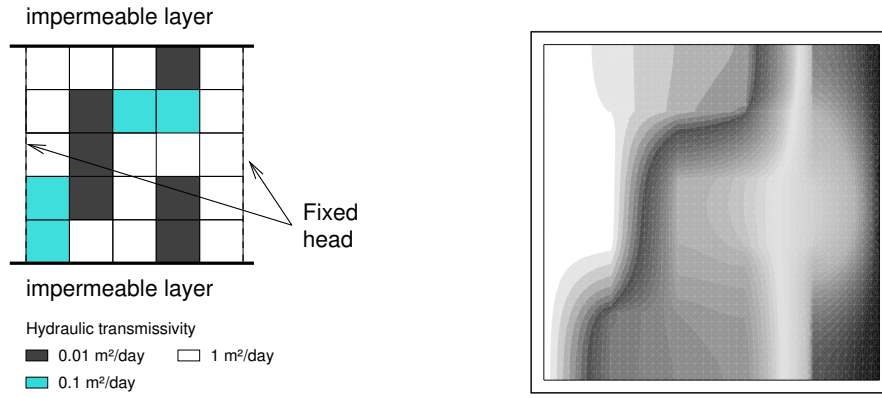 impermeable layer
Fixed
head
impermeable layer
Hydraulic transmissivity
0.01 m²/day
1 m²/day
0.1 m²/day